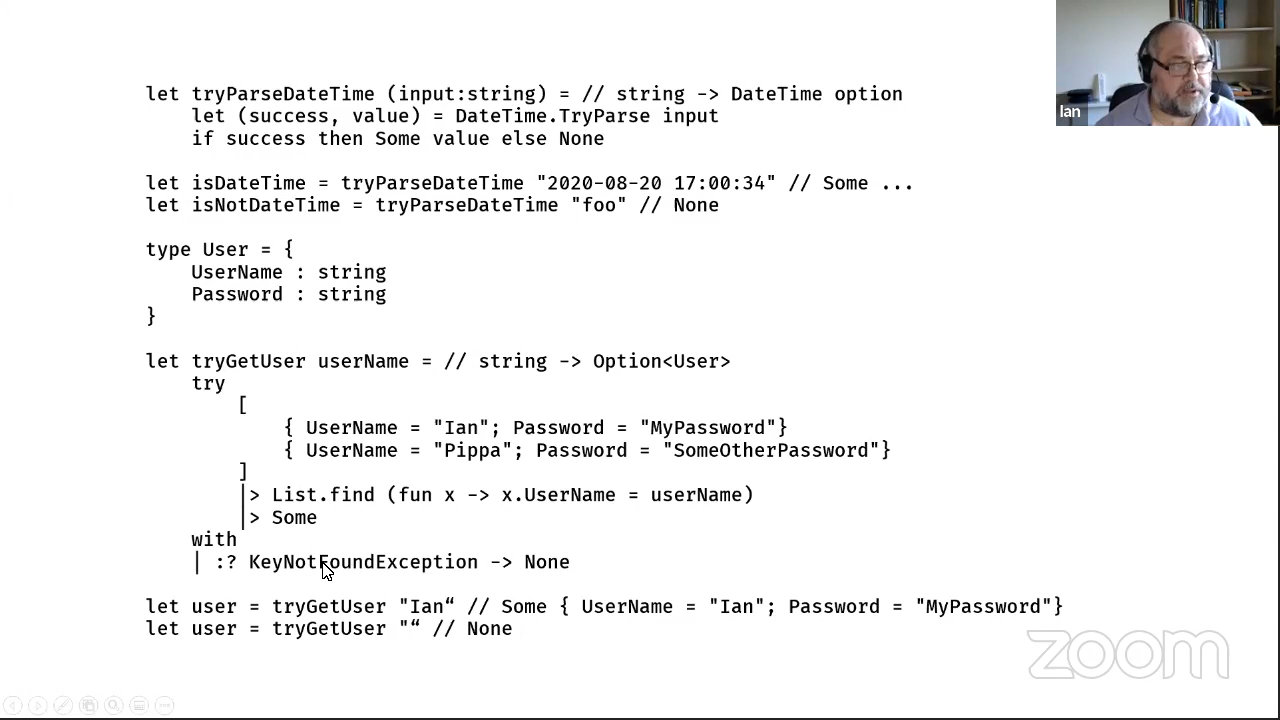 let tryParseDateTime (input:string) = // string -> DateTime option
    let (success, value) = DateTime.TryParse input
    if success then Some value else None
let isDateTime = tryParseDateTime "2020-08-20 17:00:34" // Some ...
let isNotDateTime = tryParseDateTime "foo" // None
type User = {
    UserName : string
    Password : string
}
let tryGetUser userName = // string -> Option<User>
    try
        [
            { UserName = "Ian"; Password = "MyPassword"}
            { UserName = "Pippa"; Password = "SomeOtherPassword"}
        ]
        |> List.find (fun x -> x.UserName = userName)
        |> Some
    with
    | :? KeyNotFoundException -> None
let user = tryGetUser "Ian“ // Some { UserName = "Ian"; Password = "MyPassword"}
let user = tryGetUser "“ // None
Ian
zoom